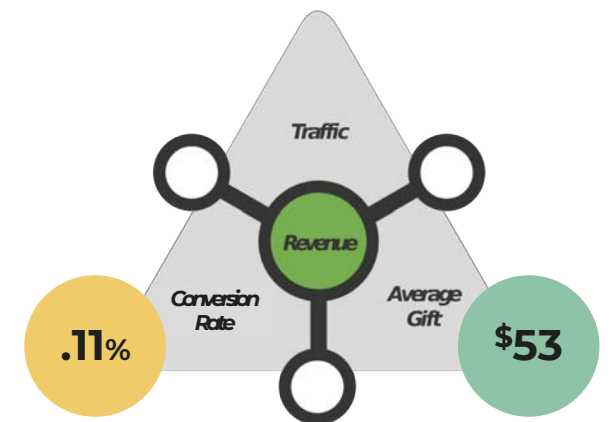 Traffic
Revenue
Conversion
Rate
Average
Gift
.11%
$53